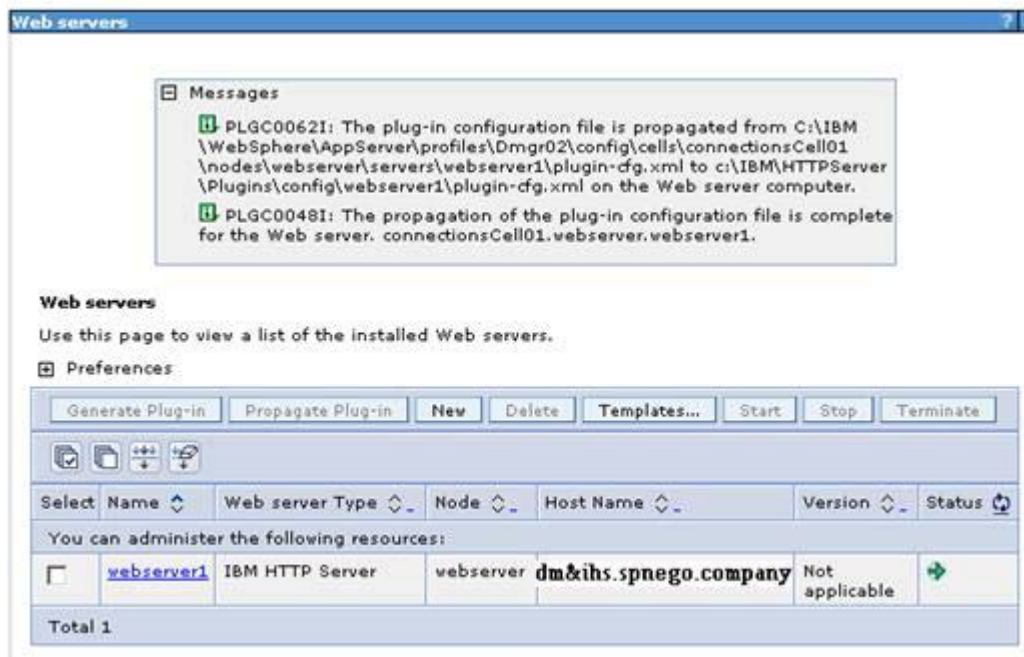 Web servers ?
Messages
PLGC0062I: The plug-in configuration file is propagated from C:\IBM
\WebSphere\AppServer\profiles\Dmgr02\config\cells\connectionsCell01
\nodes\webserver\servers\webserver1\plugin-cfg.xml to c:\IBM\HTTPServer
\Plugins\config\webserver1\plugin-cfg.xml on the Web server computer.
PLGC0048I: The propagation of the plug-in configuration file is complete
for the Web server. connectionsCell01.webserver.webserver1.
Web servers
Use this page to view a list of the installed Web servers.
Preferences
Generate Plug-in Propagate Plug-in New Delete Templates... Start Stop Terminate
Select Name Web server Type Node Host Name Version Status
You can administer the following resources:
webserver1 IBM HTTP Server webserver dm&ihs.spnego.company Not
applicable
Total 1